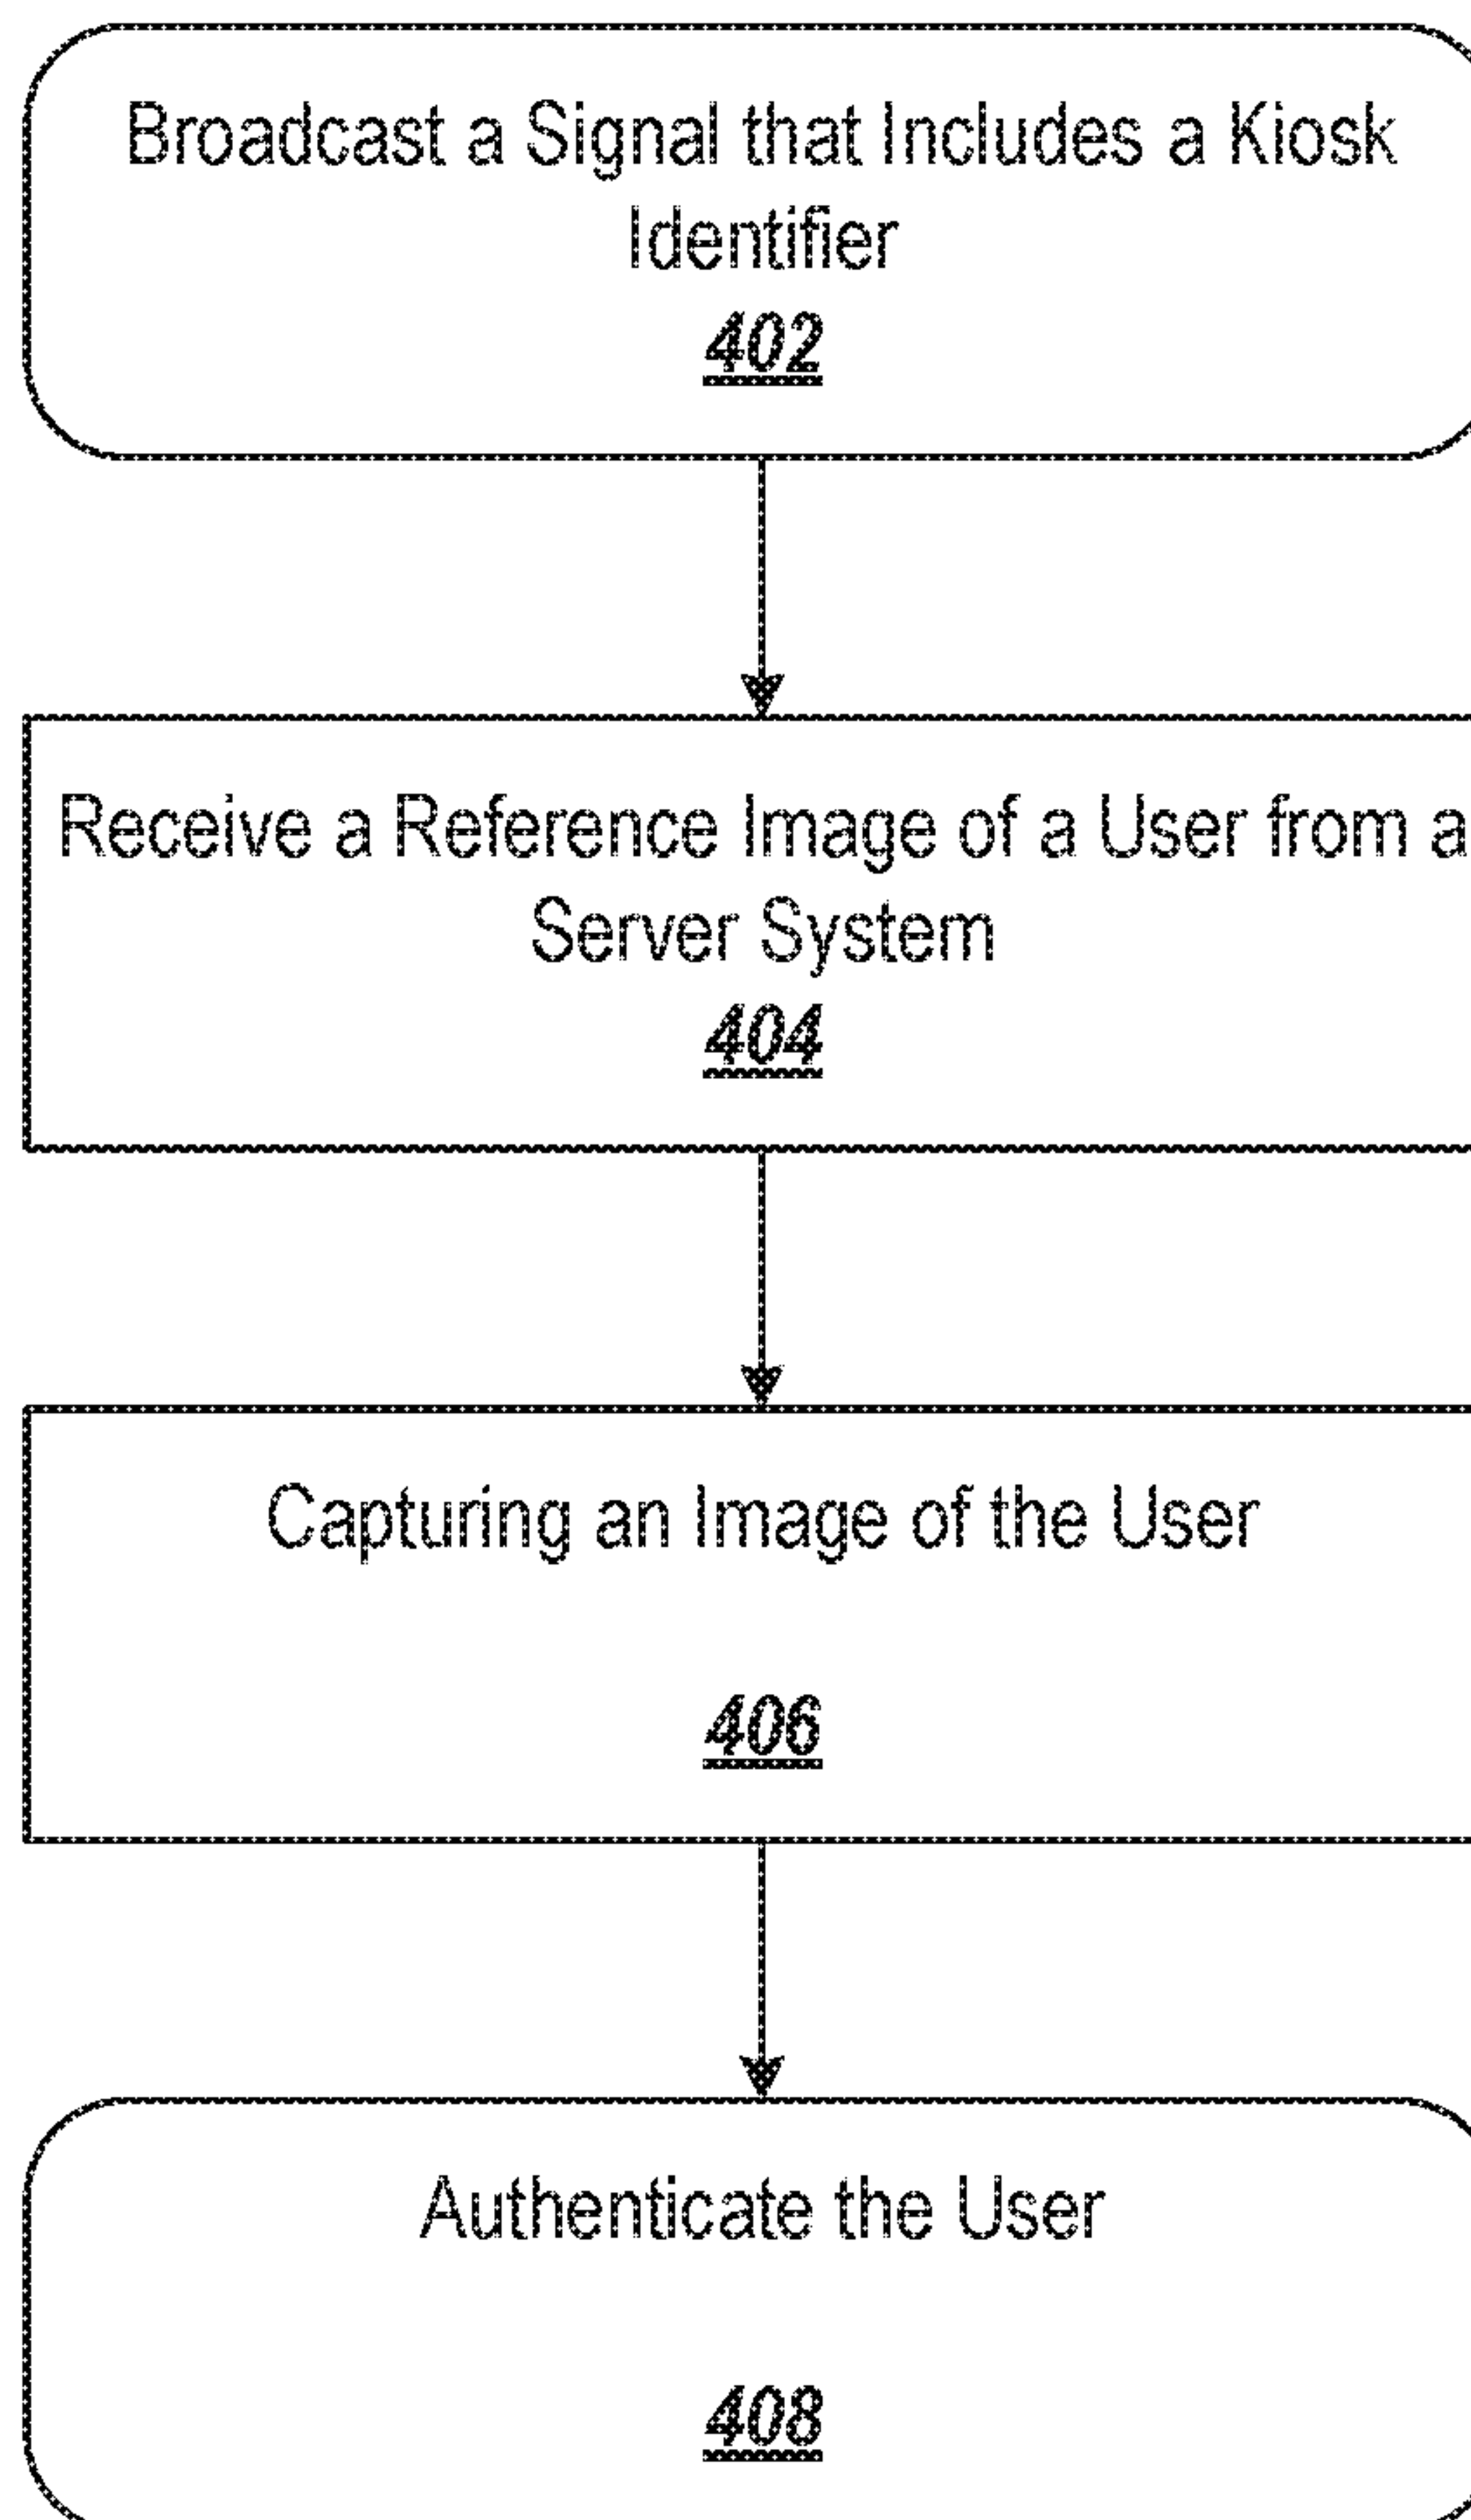 Broadcast a Signal that Includes a Kiosk
Identifier
402
Receive a Reference Image of a User from a
Server System
404
Capturing an Image of the User
406
Authenticate the User
408